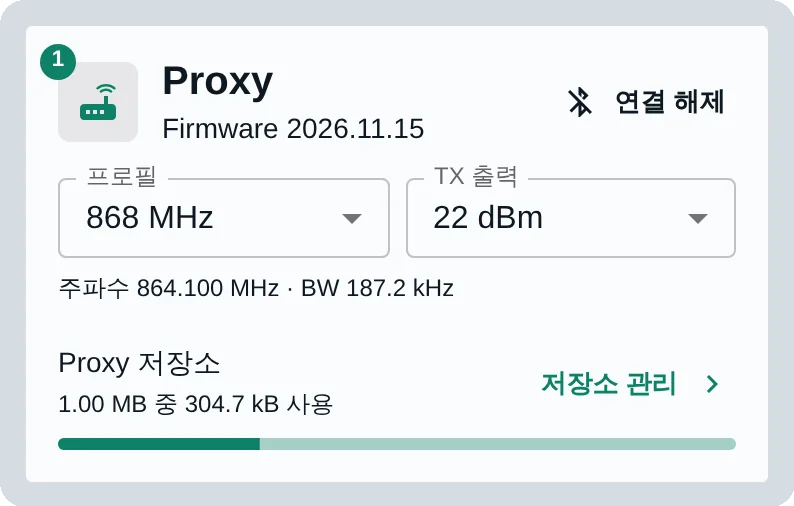 1
Proxy
Firmware 2026.11.15
연결 해제
프로필
868 MHz
TX 출력
22 dBm
주파수 864.100 MHz · BW 187.2 kHz
Proxy 저장소
1.00 MB 중 304.7 kB 사용
저장소 관리